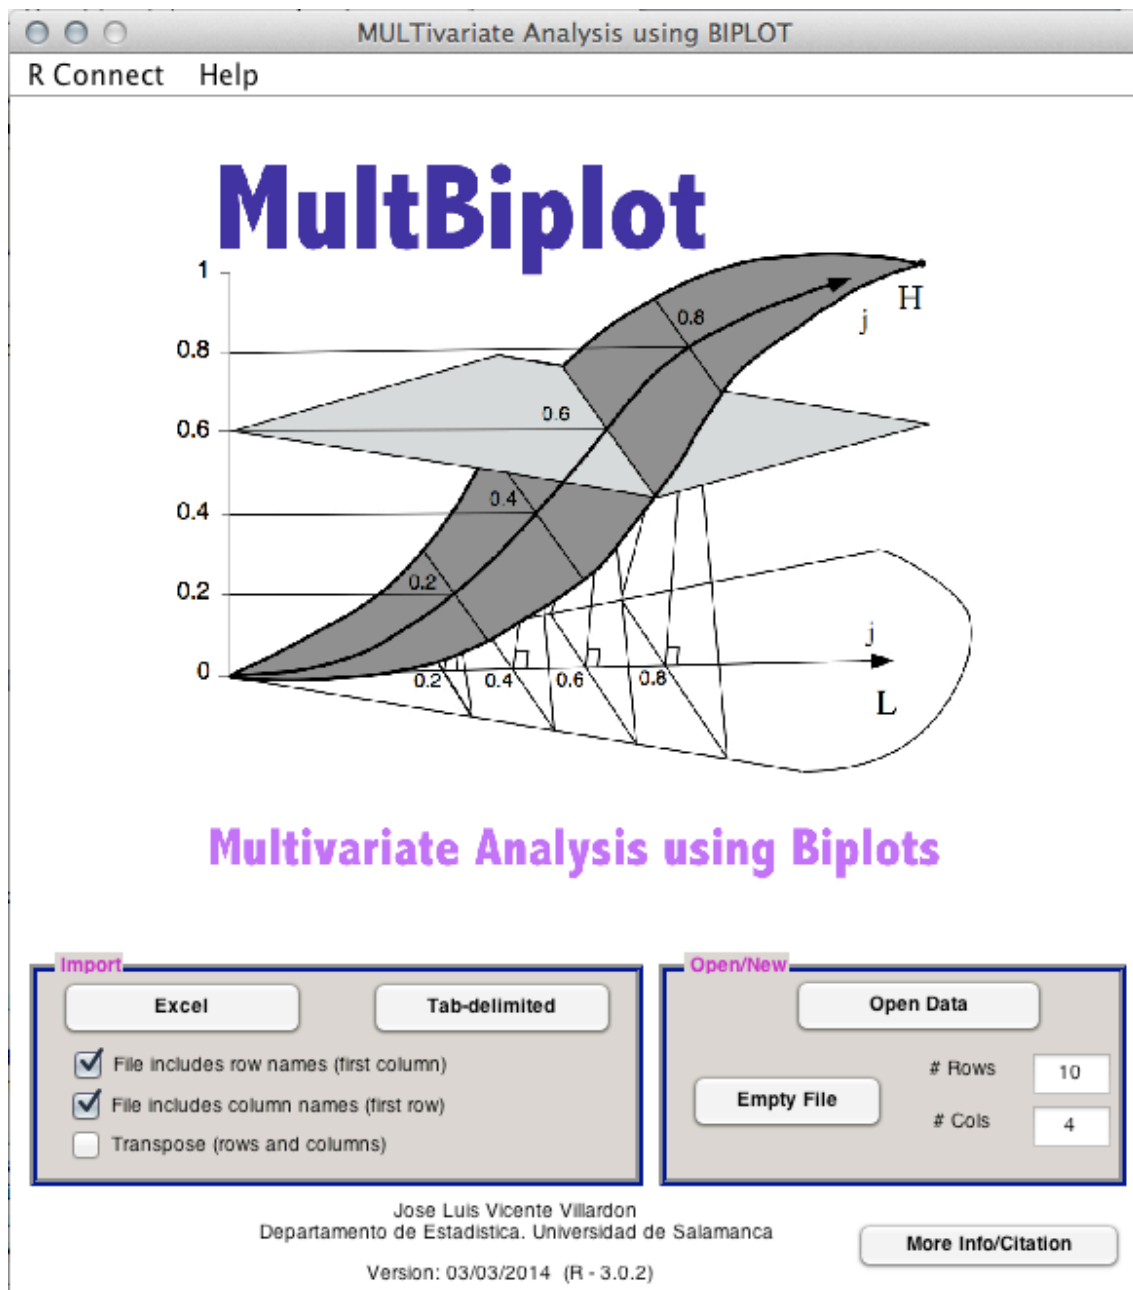 MULTivariate Analysis using BIPLOT
R Connect Help
MultBiplot
1
H
j
0.8
0.8
0.6
0.6
0.4
0.4
0.2
0.2
j
0
0.2 0.4 0.6 0.8
L
Multivariate Analysis using Biplots
Import
Excel Tab-delimited
File includes row names (first column)
File includes column names (first row)
Transpose (rows and columns)
Open/New
Open Data
# Rows 10
Empty File
# Cols 4
Jose Luis Vicente Villardon
Departamento de Estadistica. Universidad de Salamanca
More Info/Citation
Version: 03/03/2014 (R - 3.0.2)